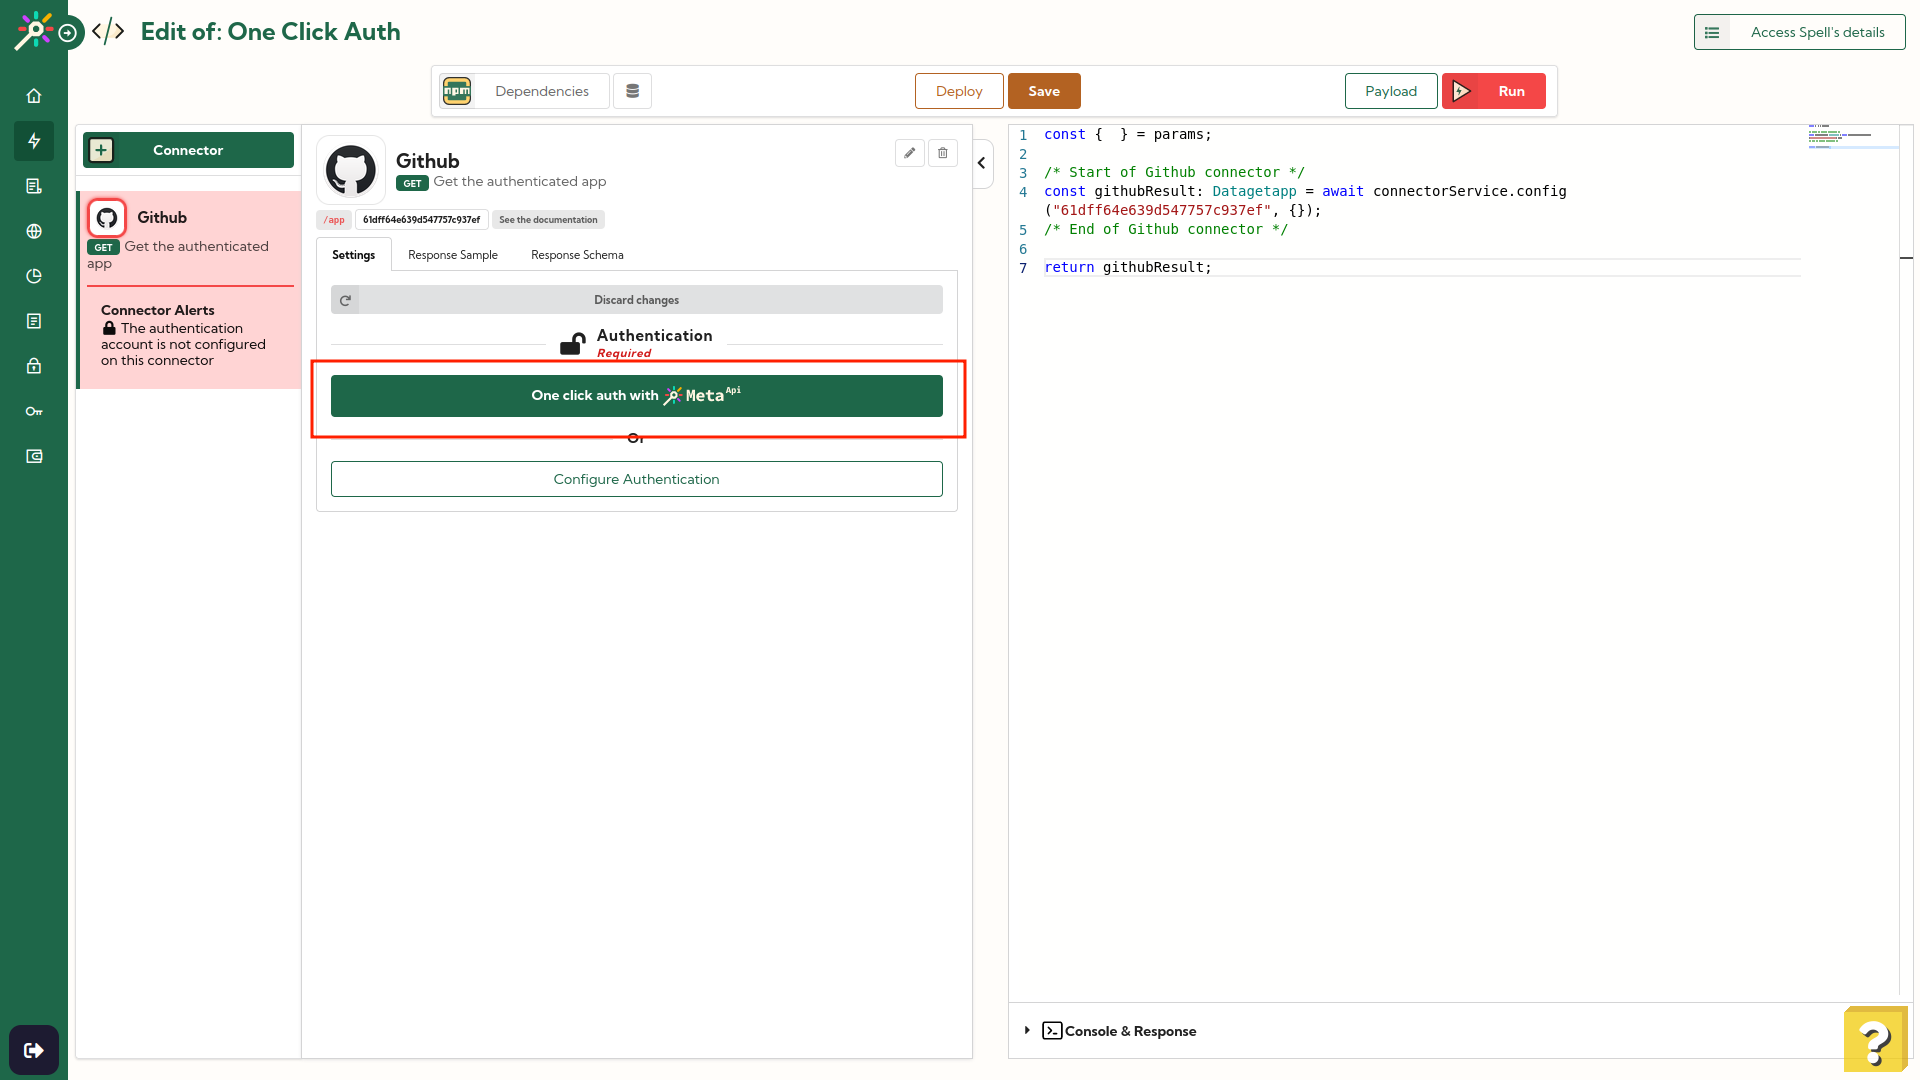 </> Edit of: One Click Auth
Access Spell's details
npm Dependencies
Deploy
Save
Payload
Run
+ Connector
Github
GET Get the authenticated
app
Connector Alerts
The authentication
account is not configured
on this connector
Github
GET Get the authenticated app
/app 61dff64e639d547757c937ef See the documentation
Settings Response Sample Response Schema
Discard changes
Authentication
Required
One click auth with MetaApi
Or
Configure Authentication
1 const {  } = params;
2
3 /* Start of Github connector */
4 const githubResult: Datagetapp = await connectorService.config
("61dff64e639d547757c937ef", {});
5 /* End of Github connector */
6
7 return githubResult;
Console & Response
?